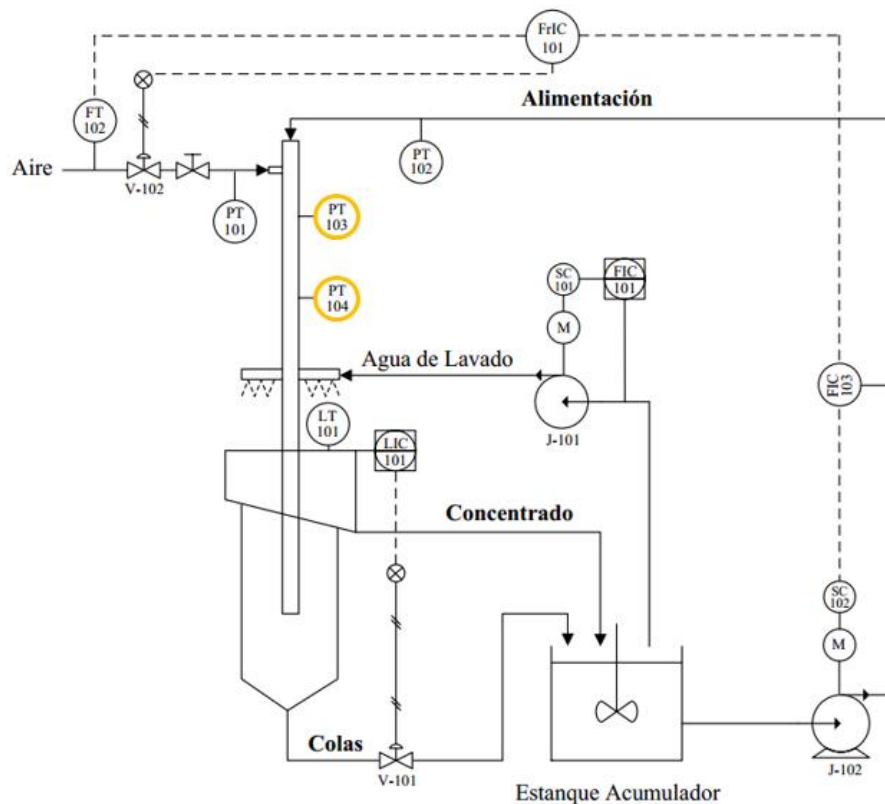 FrIC
101
Alimentación
FT
102
PT
102
Aire
V-102
PT
101
PT
103
PT
104
SC
101
FIC
101
M
Agua de Lavado
J-101
FIC
103
LT
101
LIC
101
Concentrado
SC
102
M
Colas
V-101
Estanque Acumulador
J-102